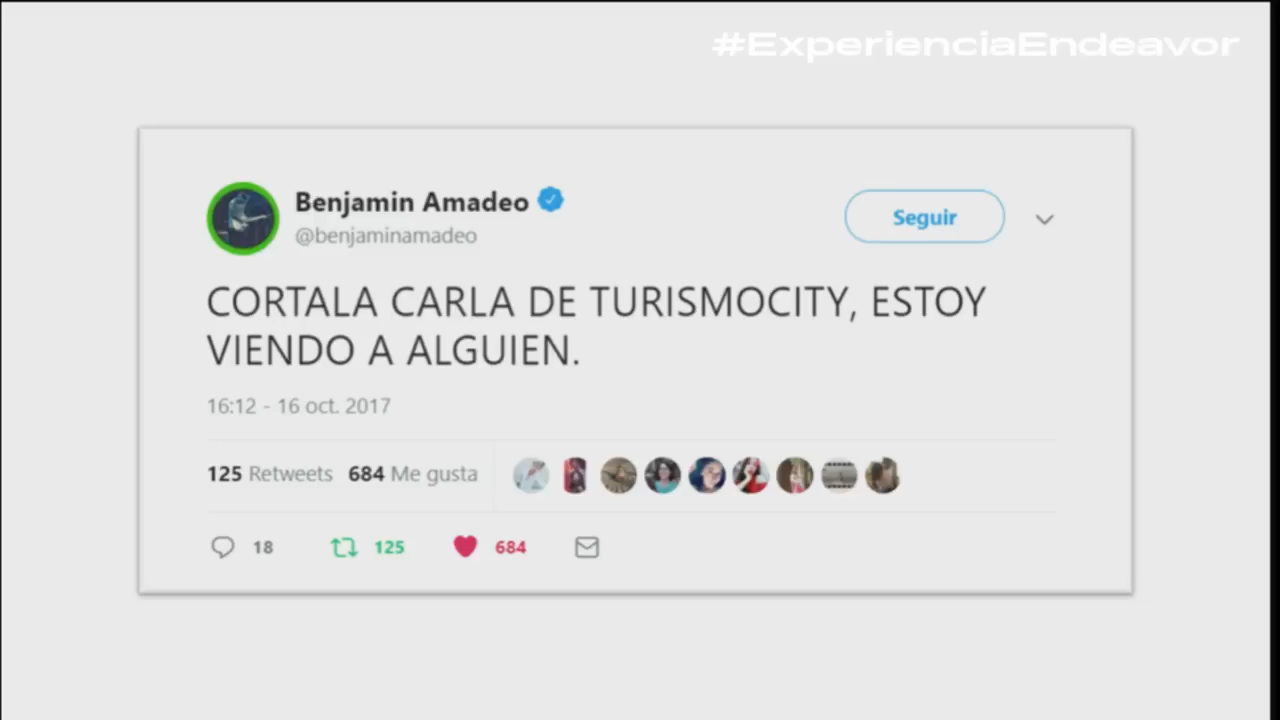 #ExperienciaEndeavor
Benjamin Amadeo
@benjaminamadeo
Seguir
CORTALA CARLA DE TURISMOCITY, ESTOY
VIENDO A ALGUIEN.
16:12 - 16 oct. 2017
125 Retweets 684 Me gusta
18 125 684